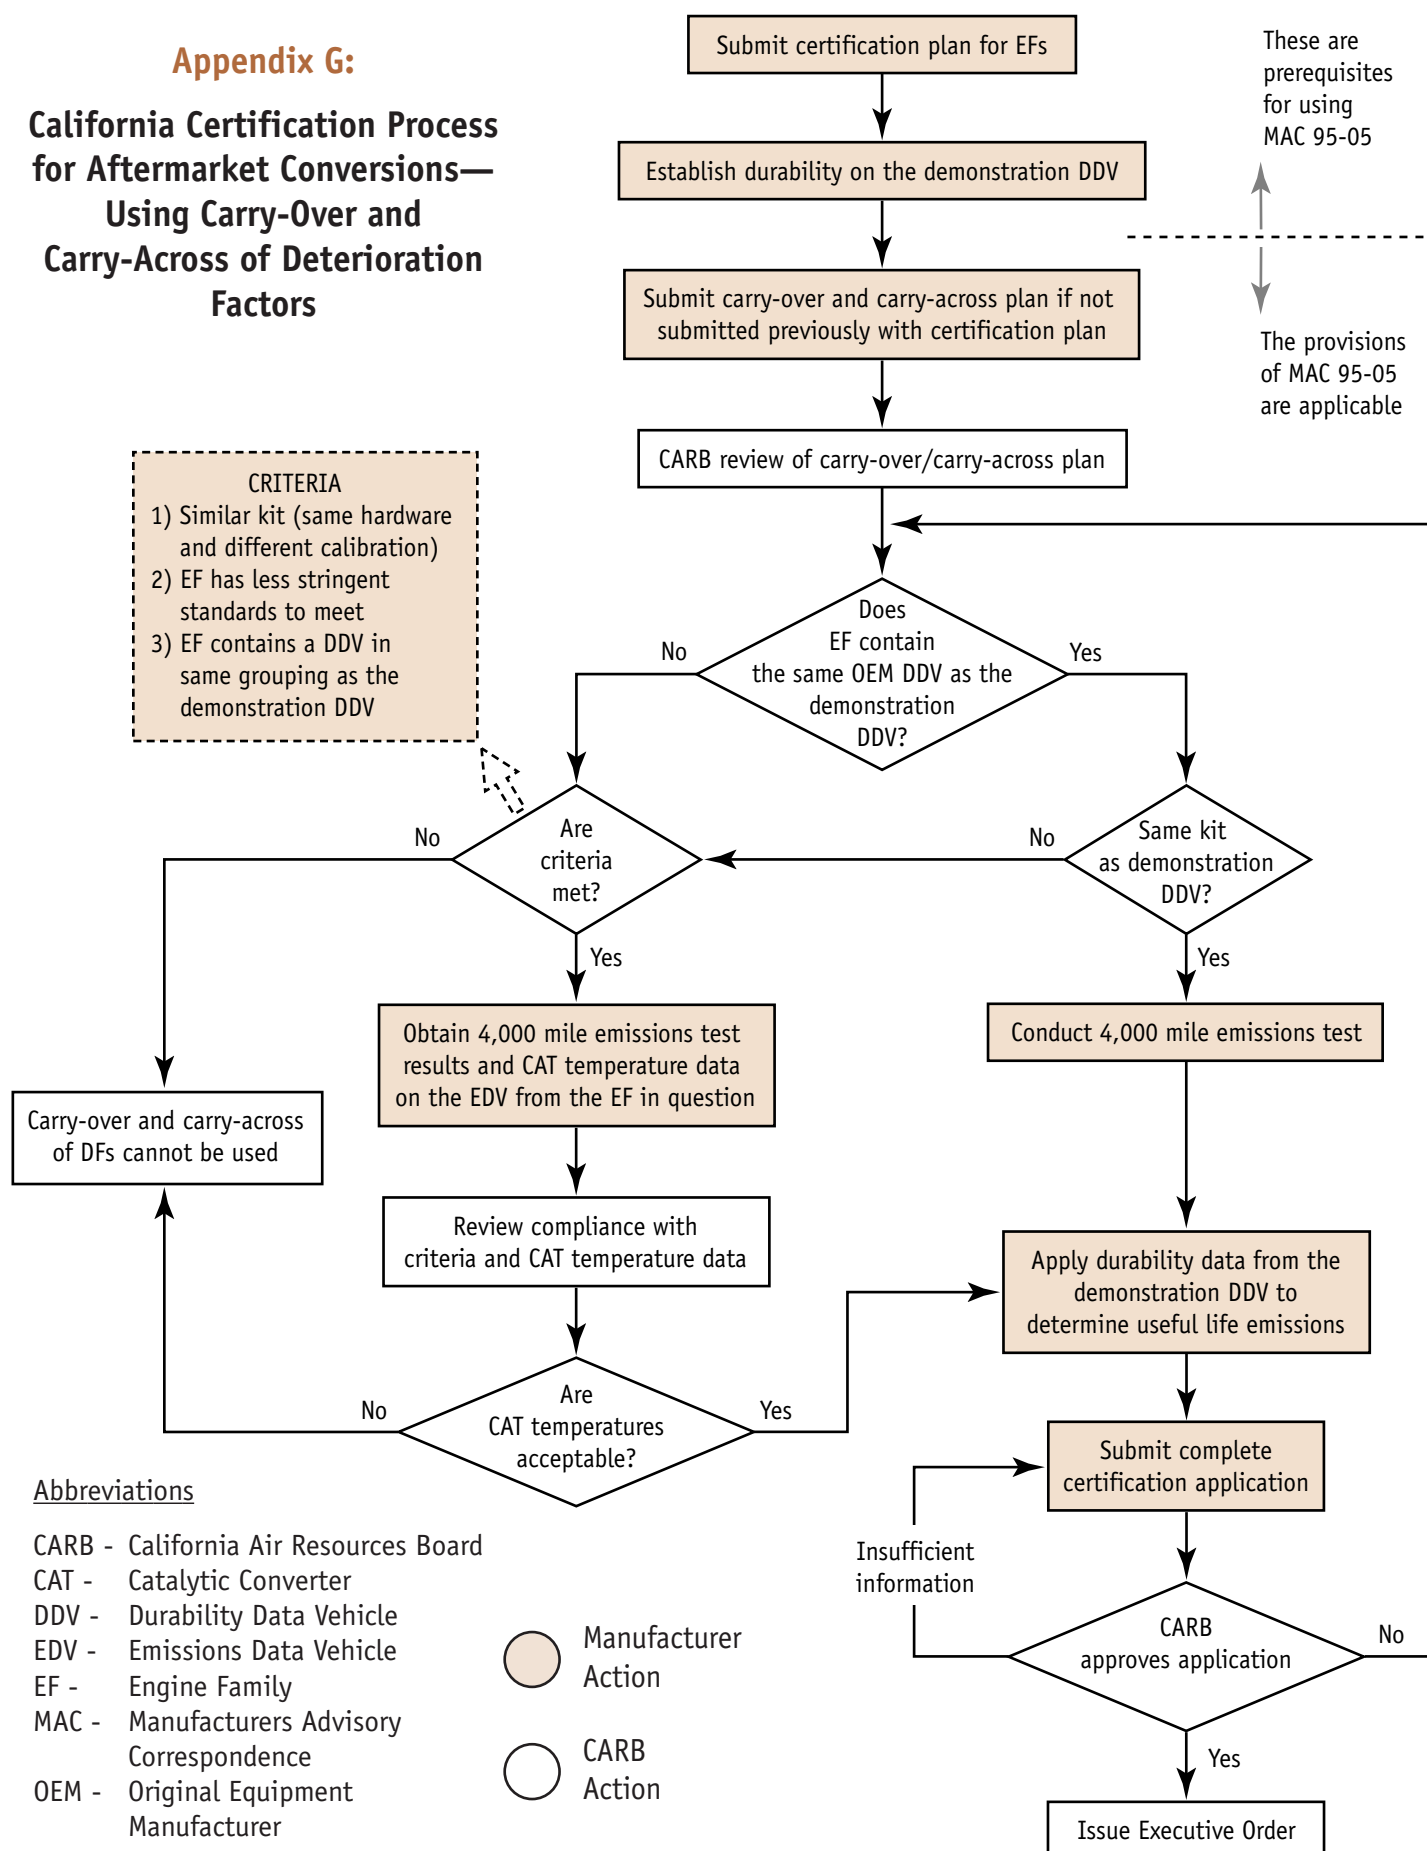 Appendix G:
California Certification Process
for Aftermarket Conversions—
Using Carry-Over and
Carry-Across of Deterioration
Factors
Submit certification plan for EFs
These are
prerequisites
for using
MAC 95-05
Establish durability on the demonstration DDV
Submit carry-over and carry-across plan if not
submitted previously with certification plan
The provisions
of MAC 95-05
are applicable
CARB review of carry-over/carry-across plan
CRITERIA
1) Similar kit (same hardware
and different calibration)
2) EF has less stringent
standards to meet
3) EF contains a DDV in
same grouping as the
demonstration DDV
Does
EF contain
the same OEM DDV as the
demonstration
DDV?
No
Yes
Are
criteria
met?
No
Yes
Same kit
as demonstration
DDV?
No
Yes
Obtain 4,000 mile emissions test
results and CAT temperature data
on the EDV from the EF in question
Conduct 4,000 mile emissions test
Carry-over and carry-across
of DFs cannot be used
Review compliance with
criteria and CAT temperature data
Apply durability data from the
demonstration DDV to
determine useful life emissions
Are
CAT temperatures
acceptable?
No
Yes
Submit complete
certification application
Insufficient
information
CARB
approves application
No
Yes
Issue Executive Order
Abbreviations
CARB - California Air Resources Board
CAT - Catalytic Converter
DDV - Durability Data Vehicle
EDV - Emissions Data Vehicle
EF - Engine Family
MAC - Manufacturers Advisory
Correspondence
OEM - Original Equipment
Manufacturer
Manufacturer
Action
CARB
Action